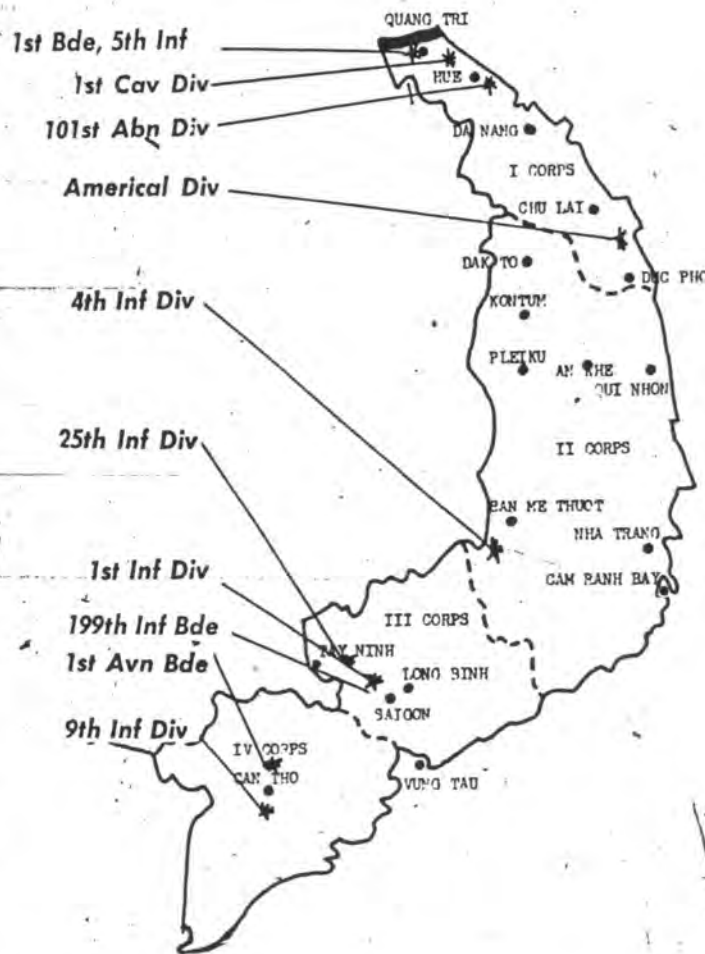 QUANG TRI
1st Bde, 5th Inf
1st Cav Div
HUE
101st Abn Div
DA NANG
I CORPS
Americal Div
CHU LAI
DAK TO
DUC PHO
4th Inf Div
KONTUM
PLEIKU
AN KHE
QUI NHON
25th Inf Div
II CORPS
BAN ME THUOT
NHA TRANG
1st Inf Div
CAM RANH BAY
199th Inf Bde
III CORPS
TAY NINH
1st Avn Bde
LONG BINH
SAIGON
9th Inf Div
IV CORPS
CAN THO
VUNG TAU